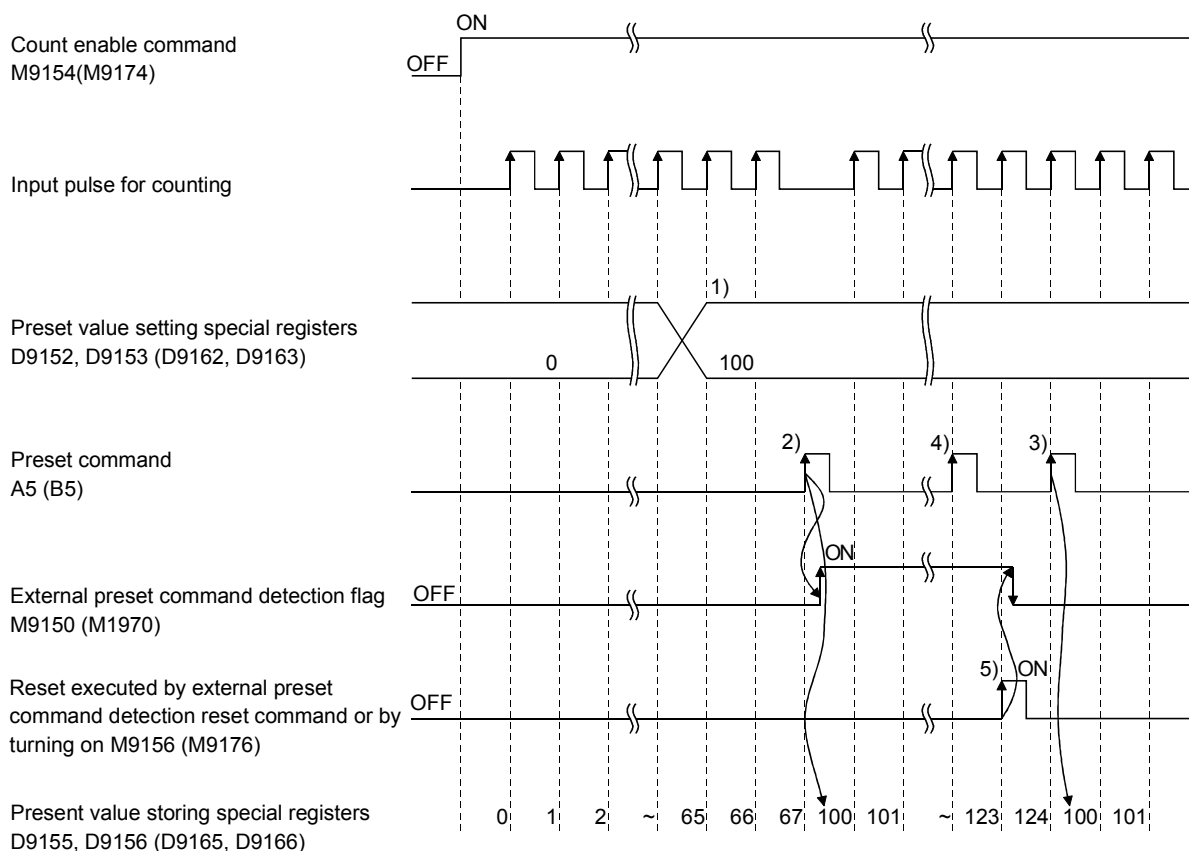 Count enable command
M9154(M9174)
OFF
ON
Input pulse for counting
Preset value setting special registers
D9152, D9153 (D9162, D9163)
0
1)
100
Preset command
A5 (B5)
2)
4)
3)
External preset command detection flag
M9150 (M1970)
OFF
ON
Reset executed by external preset
command detection reset command or by
turning on M9156 (M9176)
OFF
5) ON
Present value storing special registers
D9155, D9156 (D9165, D9166)
0 1 2 ~ 65 66 67 100 101 ~ 123 124 100 101